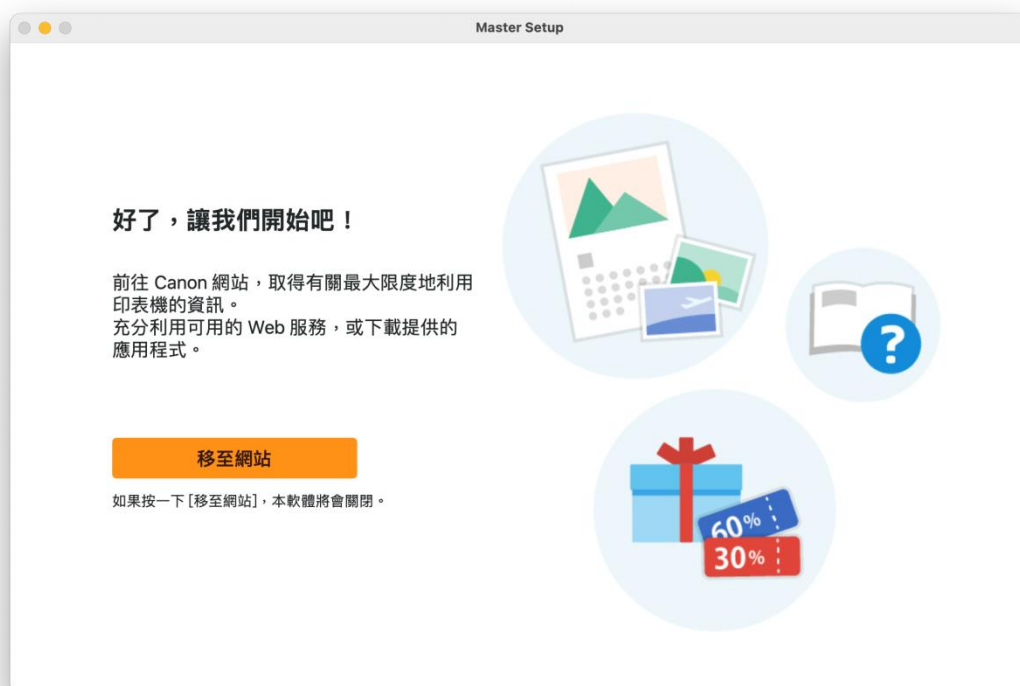 Master Setup
好了，讓我們開始吧！
前往 Canon 網站，取得有關最大限度地利用
印表機的資訊。
充分利用可用的 Web 服務，或下載提供的
應用程式。
移至網站
如果按一下 [移至網站]，本軟體將會關閉。
?
60%
30%